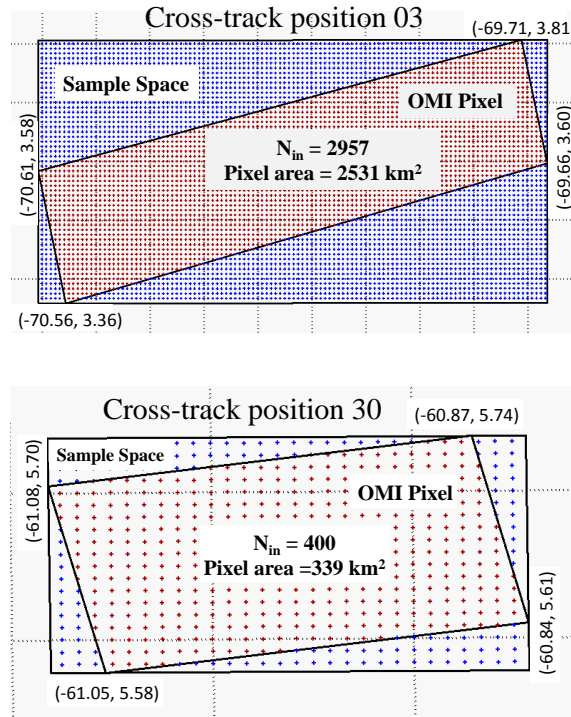 Cross-track position 03
(-69.71, 3.81)
Sample Space
OMI Pixel
N_in = 2957
Pixel area = 2531 km²
(-70.61, 3.58)
(-69.66, 3.60)
(-70.56, 3.36)
Cross-track position 30
(-60.87, 5.74)
Sample Space
(-61.08, 5.70)
OMI Pixel
N_in = 400
Pixel area =339 km²
(-60.84, 5.61)
(-61.05, 5.58)